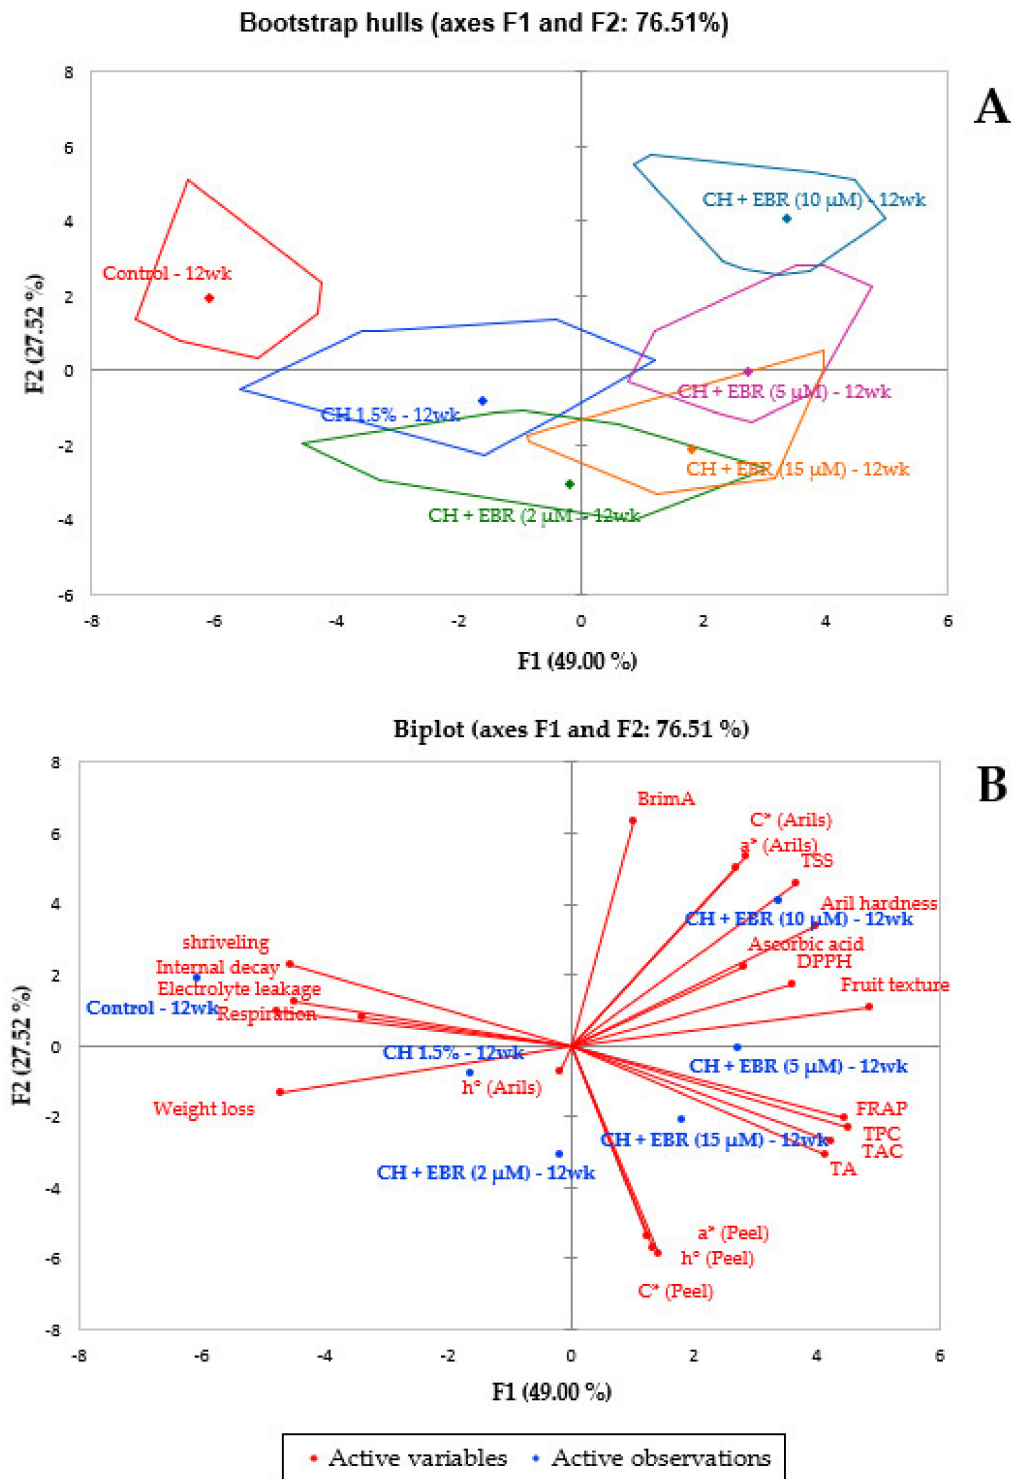 Bootstrap hulls (axes F1 and F2: 76.51%)
A
8
6
4
2
0
-2
-4
-6
F2 (27.52 %)
CH + EBR (10 µM) - 12wk
Control - 12wk
CH + EBR (5 µM) - 12wk
CH 1.5% - 12wk
CH + EBR (15 µM) - 12wk
CH + EBR (2 µM - 12wk
-8 -6 -4 -2 0 2 4 6
F1 (49.00 %)
Biplot (axes F1 and F2: 76.51 %)
B
8
6
4
2
0
-2
-4
-6
-8
F2 (27.52 %)
BrimA
C* (Arils)
a* (Arils)
TSS
Aril hardness
CH + EBR (10 µM) - 12wk
shriveling
Ascorbic acid
Internal decay
DPPH
Electrolyte leakage
Fruit texture
Control - 12wk
Respiration
CH 1.5% - 12wk
CH + EBR (5 µM) - 12wk
h° (Arils)
Weight loss
FRAP
TPC
CH + EBR (15 µM) - 12wk
TAC
TA
CH + EBR (2 µM) - 12wk
a* (Peel)
h° (Peel)
C* (Peel)
-8 -6 -4 -2 0 2 4 6
F1 (49.00 %)
Active variables Active observations